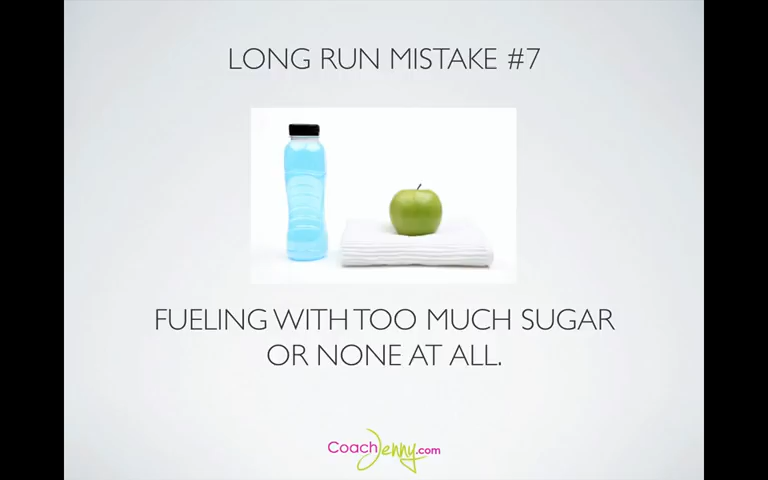 LONG RUN MISTAKE #7
FUELING WITH TOO MUCH SUGAR
OR NONE AT ALL.
CoachJenny.com